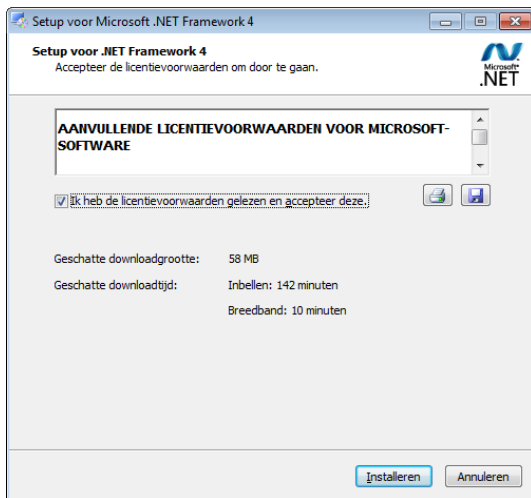 Setup voor Microsoft .NET Framework 4
Setup voor .NET Framework 4
Accepteer de licentievoorwaarden om door te gaan.
Microsoft®
.NET
AANVULLENDE LICENTIEVOORWAARDEN VOOR MICROSOFT-
SOFTWARE
Ik heb de licentievoorwaarden gelezen en accepteer deze.
Geschatte downloadgrootte: 58 MB
Geschatte downloadtijd: Inbellen: 142 minuten
Breedband: 10 minuten
Installeren Annuleren